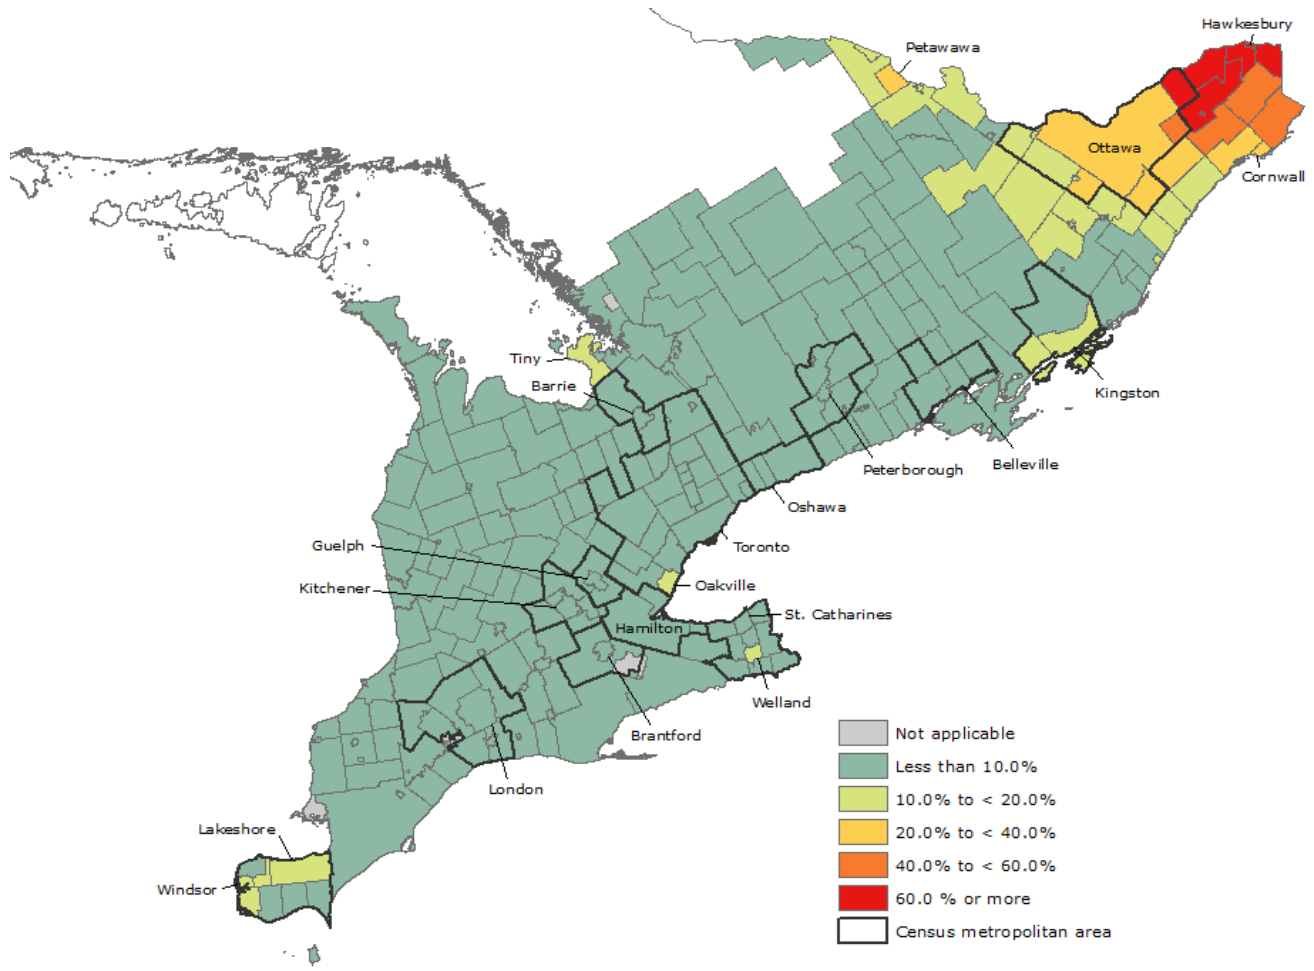 Hawkesbury
Petawawa
Ottawa
Cornwall
Tiny
Barrie
Kingston
Belleville
Peterborough
Oshawa
Guelph
Toronto
Kitchener
Oakville
St. Catharines
Hamilton
Welland
Brantford
London
Lakeshore
Windsor
Not applicable
Less than 10.0%
10.0% to < 20.0%
20.0% to < 40.0%
40.0% to < 60.0%
60.0 % or more
Census metropolitan area